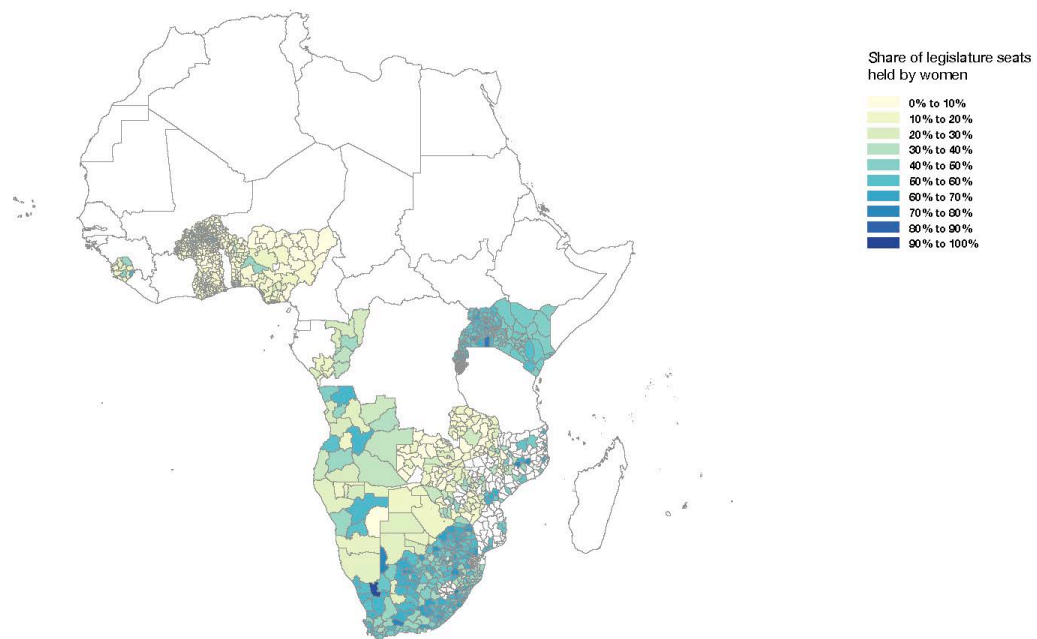 Share of legislature seats
held by women
0% to 10%
10% to 20%
20% to 30%
30% to 40%
40% to 50%
50% to 60%
60% to 70%
70% to 80%
80% to 90%
90% to 100%